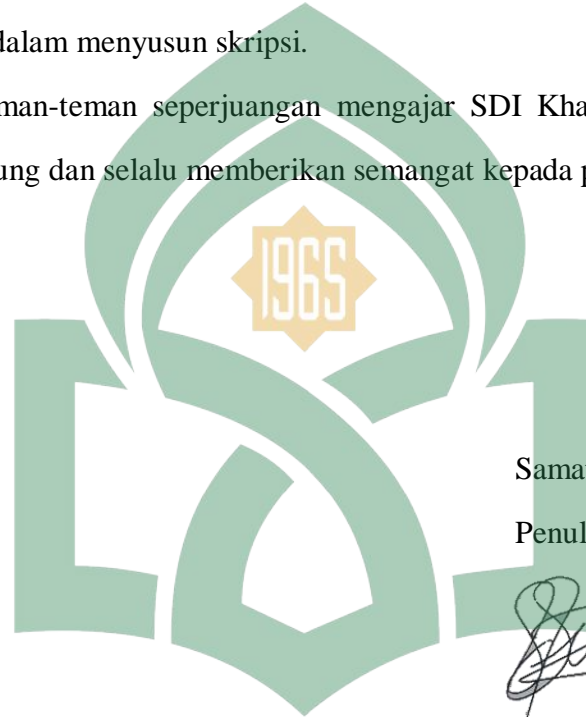 dalam menyusun skripsi.
man-teman seperjuangan mengajar SDI Kha
ung dan selalu memberikan semangat kepada p
1965
Sama
Penul